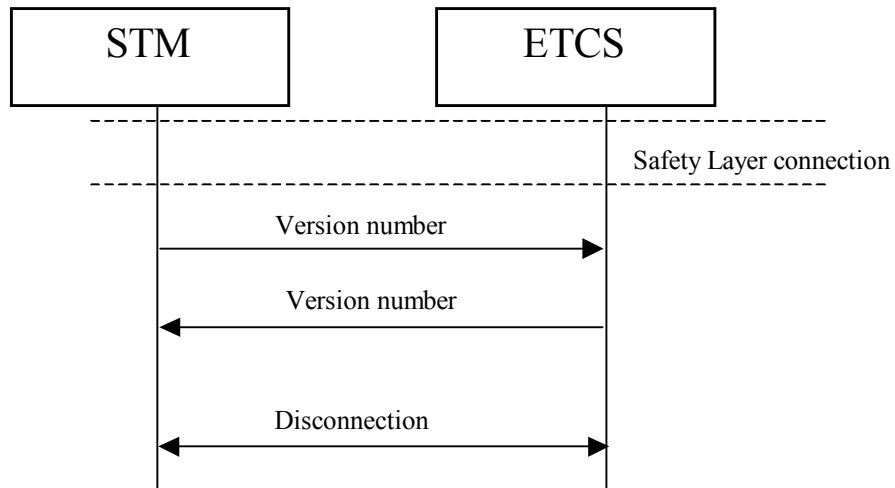 STM
ETCS
Safety Layer connection
Version number
Version number
Disconnection